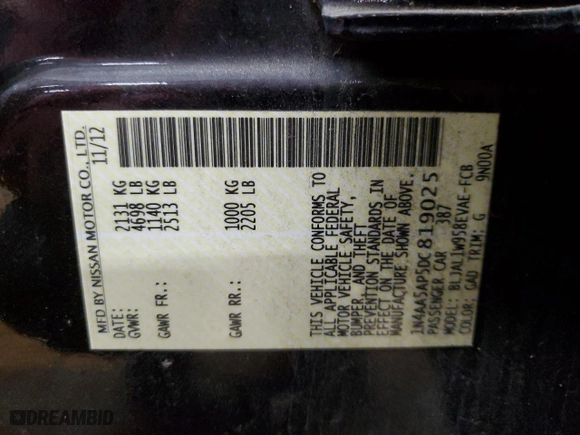 MFD BY NISSAN MOTOR CO., LTD.
DATE: 11/12
GVWR: 2131 KG
4698 LB
GAWR FR.: 1140 KG
2513 LB
GAWR RR.: 1000 KG
2205 LB
THIS VEHICLE CONFORMS TO
ALL APPLICABLE FEDERAL
MOTOR VEHICLE SAFETY,
BUMPER, AND THEFT
PREVENTION STANDARDS IN
EFFECT ON THE DATE OF
MANUFACTURE SHOWN ABOVE.
1N4AA5AP5DC819025
PASSENGER CAR 387
MODEL: BLJALIW958EVAE-FCB
COLOR: GAU TRIM: G 9N00A
DREAMBID